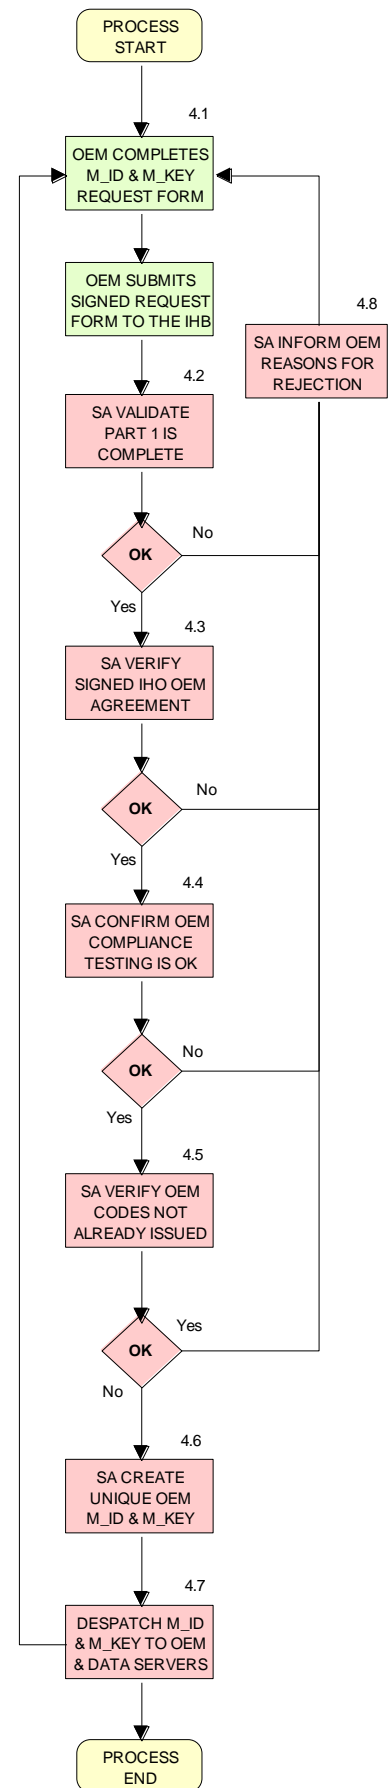 PROCESS
START
4.1
OEM COMPLETES
M_ID & M_KEY
REQUEST FORM
OEM SUBMITS
SIGNED REQUEST
FORM TO THE IHB
4.8
SA INFORM OEM
REASONS FOR
REJECTION
4.2
SA VALIDATE
PART 1 IS
COMPLETE
OK
No
Yes
4.3
SA VERIFY
SIGNED IHO OEM
AGREEMENT
OK
No
Yes
4.4
SA CONFIRM OEM
COMPLIANCE
TESTING IS OK
OK
No
Yes
4.5
SA VERIFY OEM
CODES NOT
ALREADY ISSUED
OK
Yes
No
4.6
SA CREATE
UNIQUE OEM
M_ID & M_KEY
4.7
DESPATCH M_ID
& M_KEY TO OEM
& DATA SERVERS
PROCESS
END